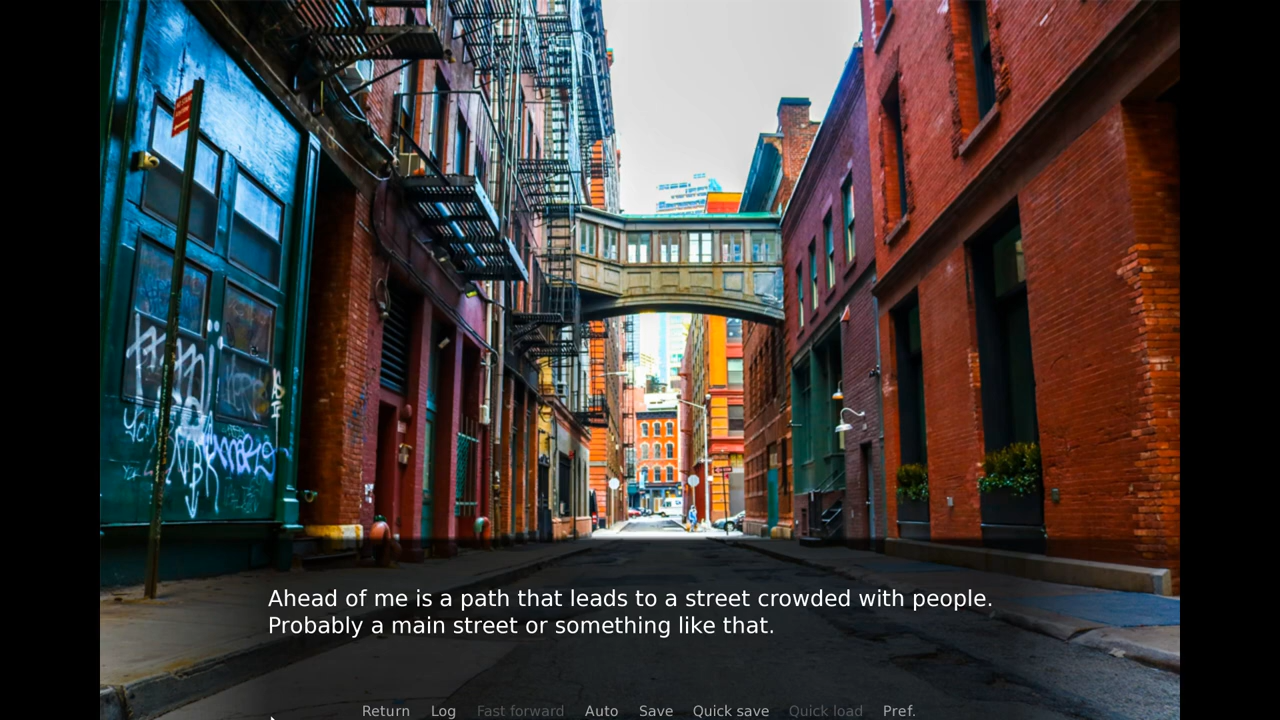 Ahead of me is a path that leads to a street crowded with people.
Probably a main street or something like that.
Return Log Fast forward Auto Save Quick save Quick load Pref.